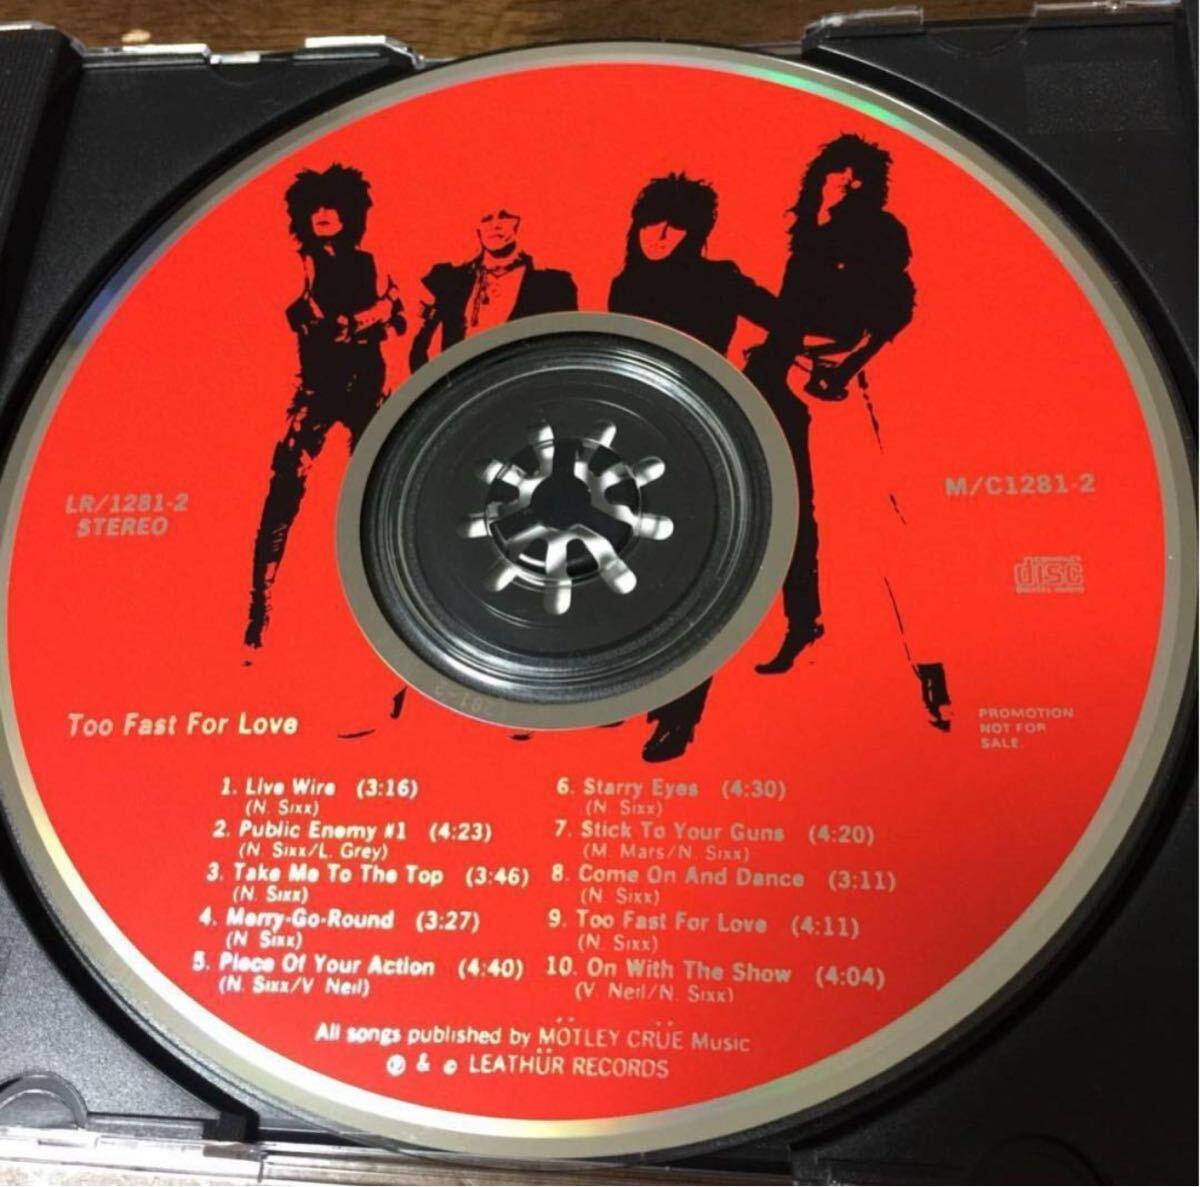 LR/1281-2
STEREO
M/C1281-2
disc
DIGITAL AUDIO
Too Fast For Love
PROMOTION
NOT FOR
SALE.
1. Live Wire (3:16)
(N. Sixx)
2. Public Enemy #1 (4:23)
(N. Sixx/L. Grey)
3. Take Me To The Top (3:46)
(N. Sixx)
4. Merry-Go-Round (3:27)
(N Sixx)
5. Piece Of Your Action (4:40)
(N. Sixx/V Neil)
6. Starry Eyes (4:30)
(N. Sixx)
7. Stick To Your Guns (4:20)
(M. Mars/N. Sixx)
8. Come On And Dance (3:11)
(N. Sixx)
9. Too Fast For Love (4:11)
(N. Sixx)
10. On With The Show (4:04)
(V. Neil/N. Sixx)
All songs published by MÖTLEY CRÜE Music
℗ & © LEATHÜR RECORDS